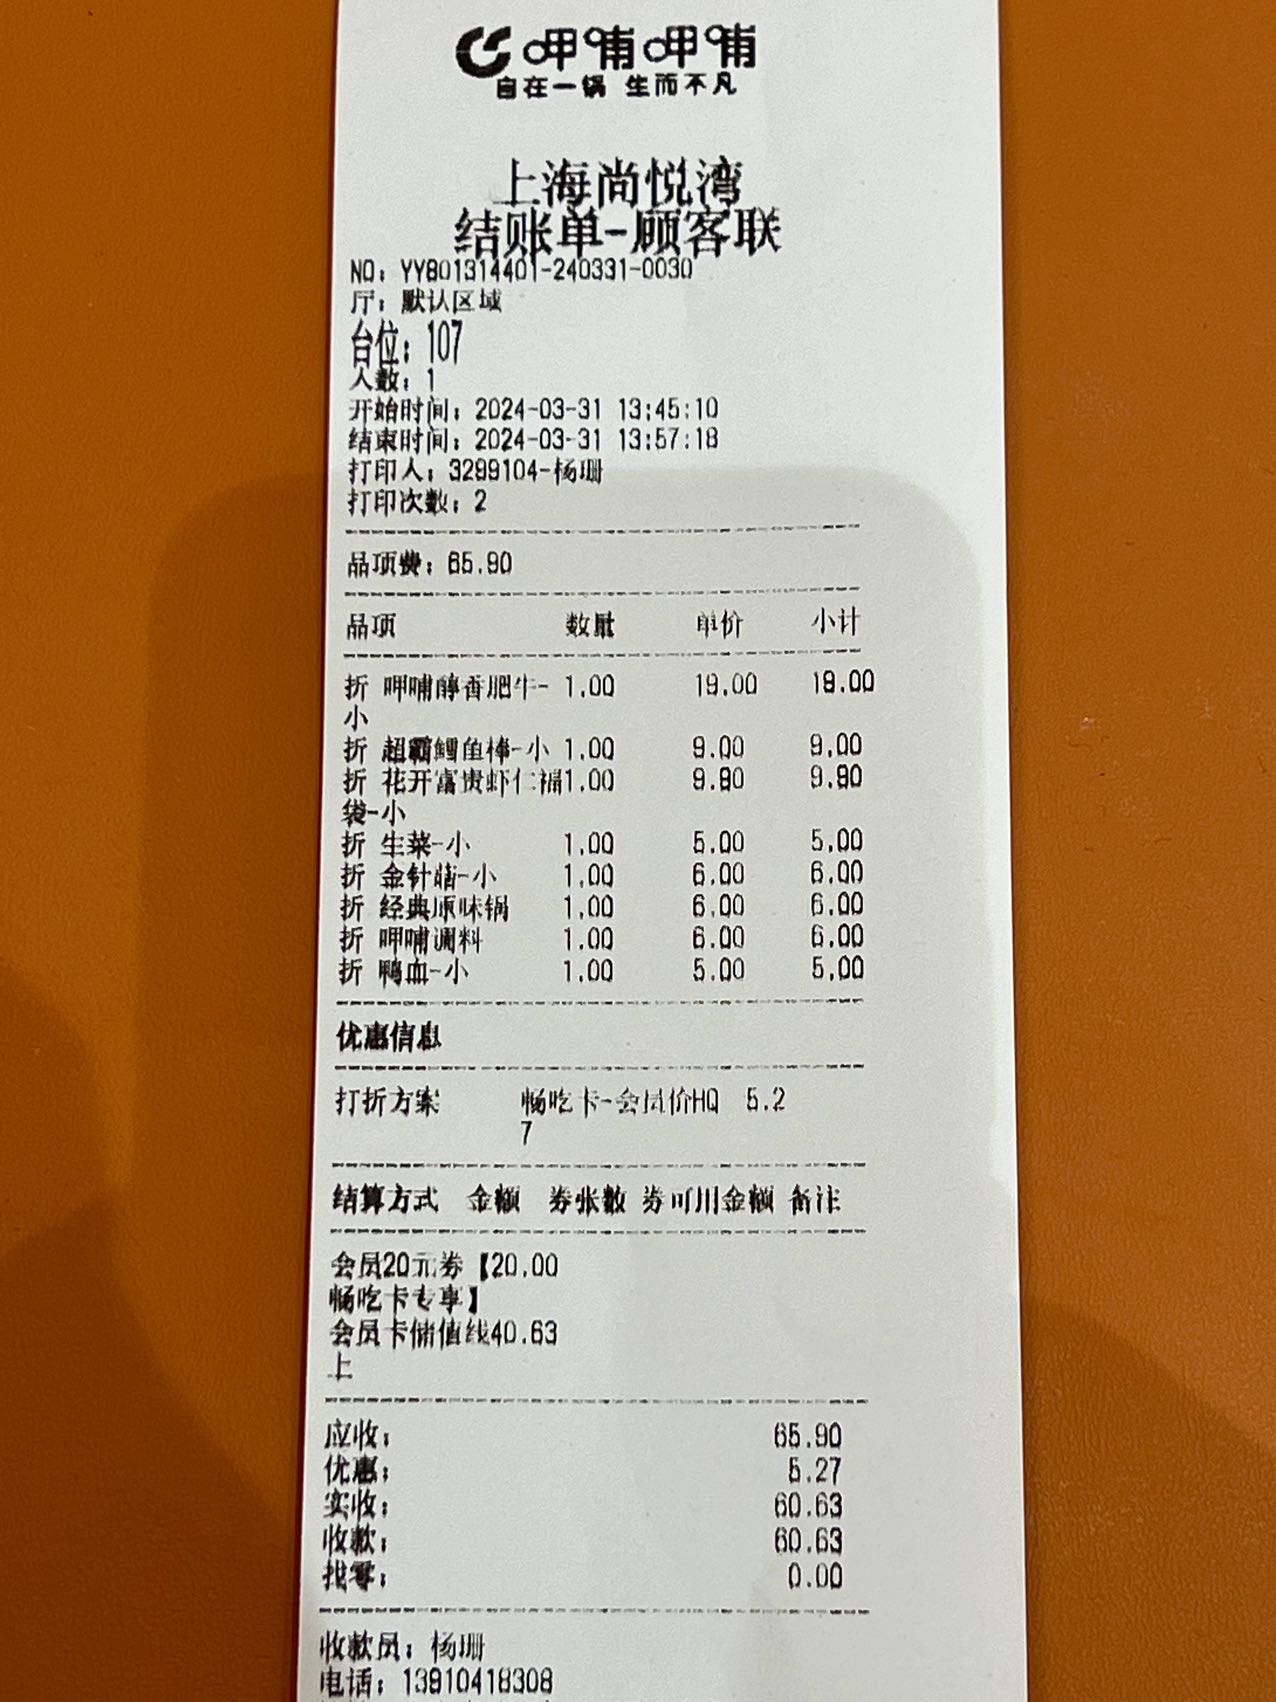 呷哺呷哺
自在一锅 生而不凡
上海尚悦湾
结账单-顾客联
NO: YY801314401-240331-0030
厅: 默认区域
台位: 107
人数: 1
开始时间: 2024-03-31 13:45:10
结束时间: 2024-03-31 13:57:18
打印人: 3299104-杨珊
打印次数: 2
品项费: 65.90
品项 数量 单价 小计
折 呷哺醇香肥牛- 1.00 19.00 19.00
小
折 超霸鳕鱼棒-小 1.00 9.00 9.00
折 花开富贵虾仁福1.00 9.90 9.90
袋-小
折 生菜-小 1.00 5.00 5.00
折 金针菇-小 1.00 6.00 6.00
折 经典原味锅 1.00 6.00 6.00
折 呷哺调料 1.00 6.00 6.00
折 鸭血-小 1.00 5.00 5.00
优惠信息
打折方案 畅吃卡-会员价HQ 5.2
7
结算方式 金额 券张数 券可用金额 备注
会员20元券【20.00
畅吃卡专享】
会员卡储值线40.63
上
应收: 65.90
优惠: 5.27
实收: 60.63
收款: 60.63
找零: 0.00
收款员: 杨珊
电话: 13910418308